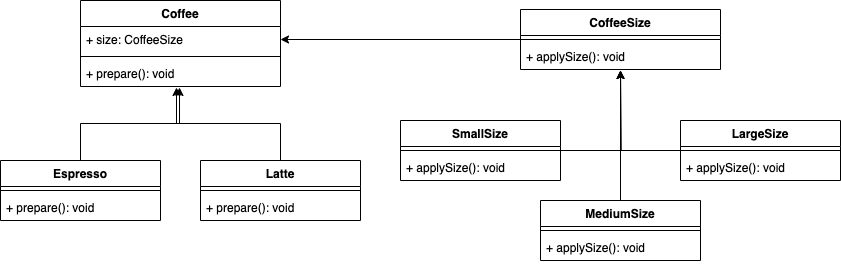 Coffee
+ size: CoffeeSize
+ prepare(): void
CoffeeSize
+ applySize(): void
SmallSize
+ applySize(): void
LargeSize
+ applySize(): void
Espresso
+ prepare(): void
Latte
+ prepare(): void
MediumSize
+ applySize(): void